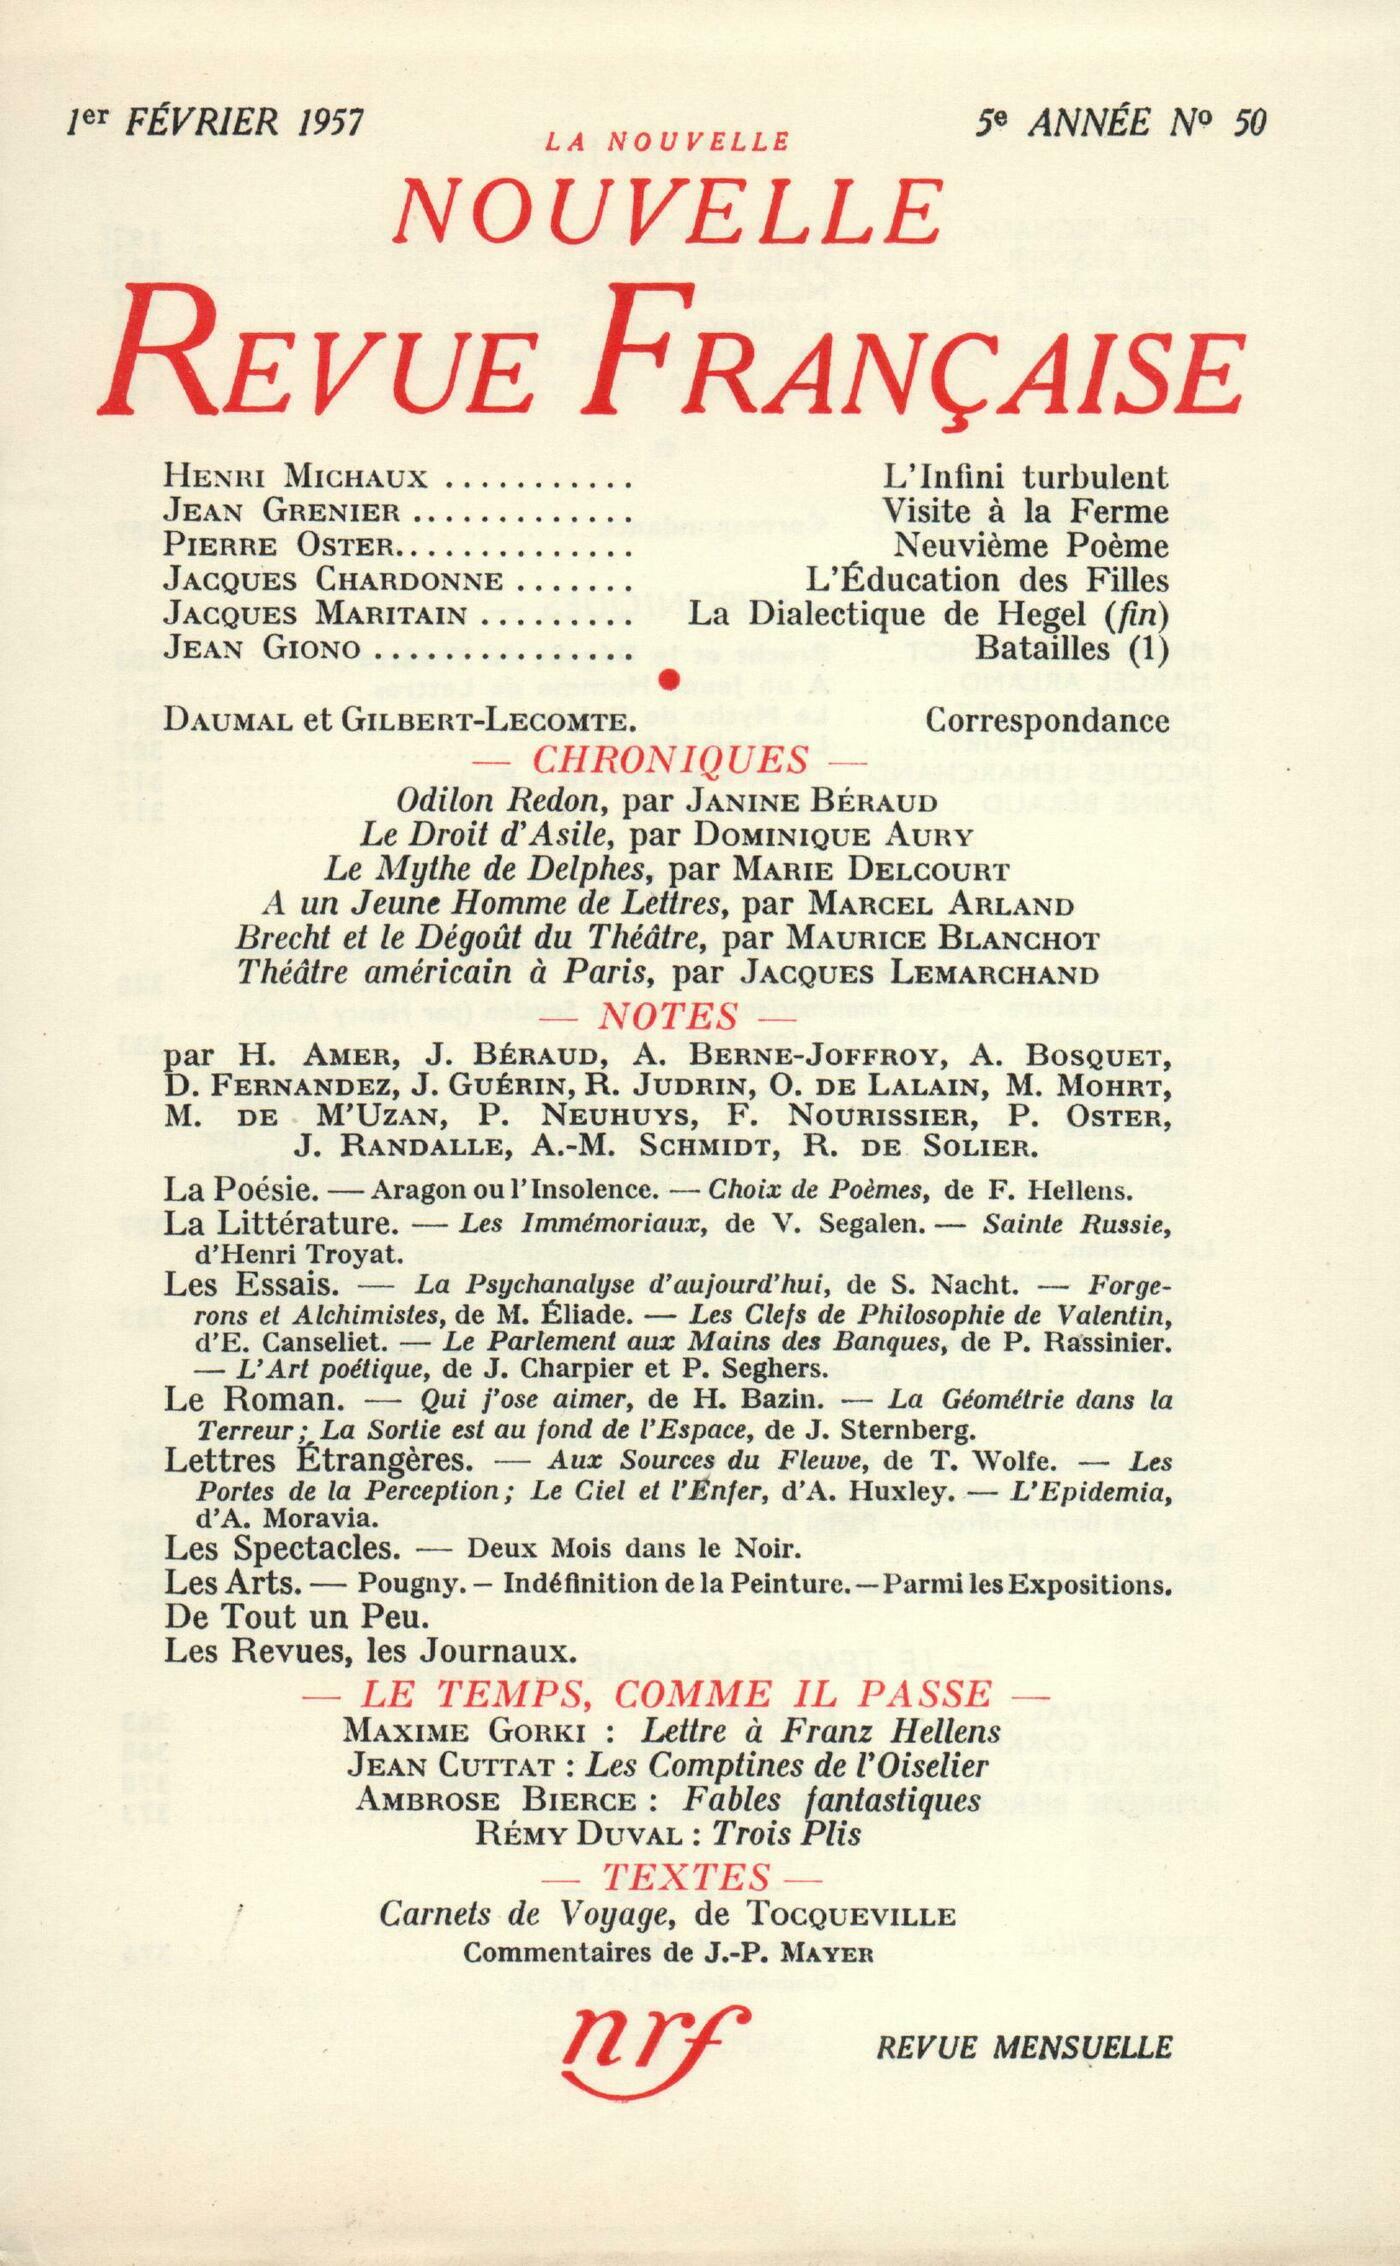 1er FÉVRIER 1957
5e ANNÉE No 50
LA NOUVELLE
NOUVELLE
REVUE FRANÇAISE
HENRI MICHAUX ........... L'Infini turbulent
JEAN GRENIER ............. Visite à la Ferme
PIERRE OSTER.............. Neuvième Poème
JACQUES CHARDONNE ....... L'Éducation des Filles
JACQUES MARITAIN ......... La Dialectique de Hegel (fin)
JEAN GIONO ............... Batailles (1)
DAUMAL et GILBERT-LECOMTE. Correspondance
— CHRONIQUES —
Odilon Redon, par JANINE BÉRAUD
Le Droit d'Asile, par DOMINIQUE AURY
Le Mythe de Delphes, par MARIE DELCOURT
A un Jeune Homme de Lettres, par MARCEL ARLAND
Brecht et le Dégoût du Théâtre, par MAURICE BLANCHOT
Théâtre américain à Paris, par JACQUES LEMARCHAND
— NOTES —
par H. AMER, J. BÉRAUD, A. BERNE-JOFFROY, A. BOSQUET,
D. FERNANDEZ, J. GUÉRIN, R. JUDRIN, O. DE LALAIN, M. MOHRT,
M. DE M'UZAN, P. NEUHUYS, F. NOURISSIER, P. OSTER,
J. RANDALLE, A.-M. SCHMIDT, R. DE SOLIER.
La Poésie. — Aragon ou l'Insolence. — Choix de Poèmes, de F. Hellens.
La Littérature. — Les Immémoriaux, de V. Segalen. — Sainte Russie,
d'Henri Troyat.
Les Essais. — La Psychanalyse d'aujourd'hui, de S. Nacht. — Forge-
rons et Alchimistes, de M. Éliade. — Les Clefs de Philosophie de Valentin,
d'E. Canseliet. — Le Parlement aux Mains des Banques, de P. Rassinier.
— L'Art poétique, de J. Charpier et P. Seghers.
Le Roman. — Qui j'ose aimer, de H. Bazin. — La Géométrie dans la
Terreur ; La Sortie est au fond de l'Espace, de J. Sternberg.
Lettres Étrangères. — Aux Sources du Fleuve, de T. Wolfe. — Les
Portes de la Perception ; Le Ciel et l'Enfer, d'A. Huxley. — L'Epidemia,
d'A. Moravia.
Les Spectacles. — Deux Mois dans le Noir.
Les Arts. — Pougny. – Indéfinition de la Peinture. — Parmi les Expositions.
De Tout un Peu.
Les Revues, les Journaux.
— LE TEMPS, COMME IL PASSE —
MAXIME GORKI : Lettre à Franz Hellens
JEAN CUTTAT : Les Comptines de l'Oiselier
AMBROSE BIERCE : Fables fantastiques
RÉMY DUVAL : Trois Plis
— TEXTES —
Carnets de Voyage, de TOCQUEVILLE
Commentaires de J.-P. MAYER
nrf
REVUE MENSUELLE